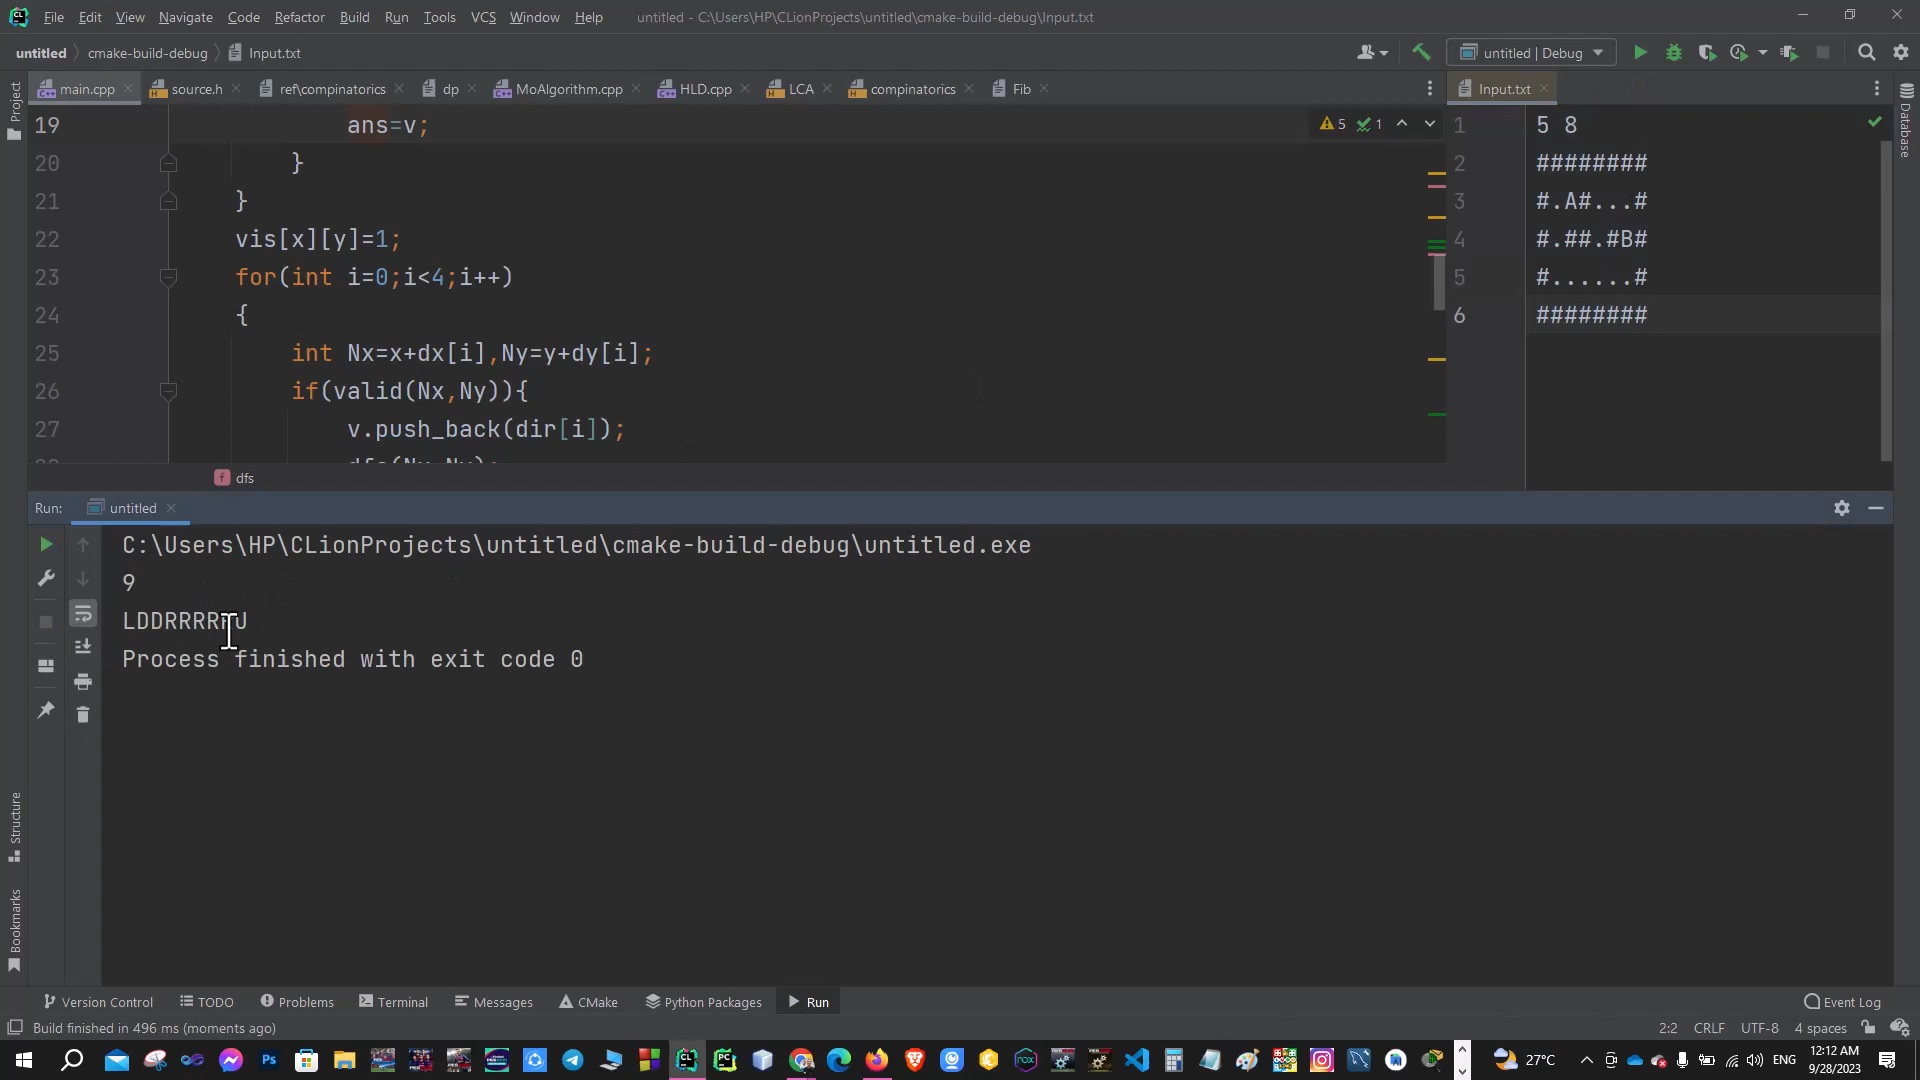 File Edit View Navigate Code Refactor Build Run Tools VCS Window Help untitled - C:\Users\HP\CLionProjects\untitled\cmake-build-debug\Input.txt
untitled cmake-build-debug Input.txt untitled | Debug
main.cpp source.h ref\compinatorics dp MoAlgorithm.cpp HLD.cpp LCA compinatorics Fib Input.txt
Project
Database
5 1
19 ans=v;
20 }
21 }
22 vis[x][y]=1;
23 for(int i=0;i<4;i++)
24 {
25 int Nx=x+dx[i],Ny=y+dy[i];
26 if(valid(Nx,Ny)){
27 v.push_back(dir[i]);
dfs
1 5 8
2 ########
3 #.A#...#
4 #.##.#B#
5 #......#
6 ########
Run: untitled
C:\Users\HP\CLionProjects\untitled\cmake-build-debug\untitled.exe
9
LDDRRRRRU
Process finished with exit code 0
Structure
Bookmarks
Version Control TODO Problems Terminal Messages CMake Python Packages Run Event Log
Build finished in 496 ms (moments ago) 2:2 CRLF UTF-8 4 spaces
27°C ENG 12:12 AM
9/28/2023